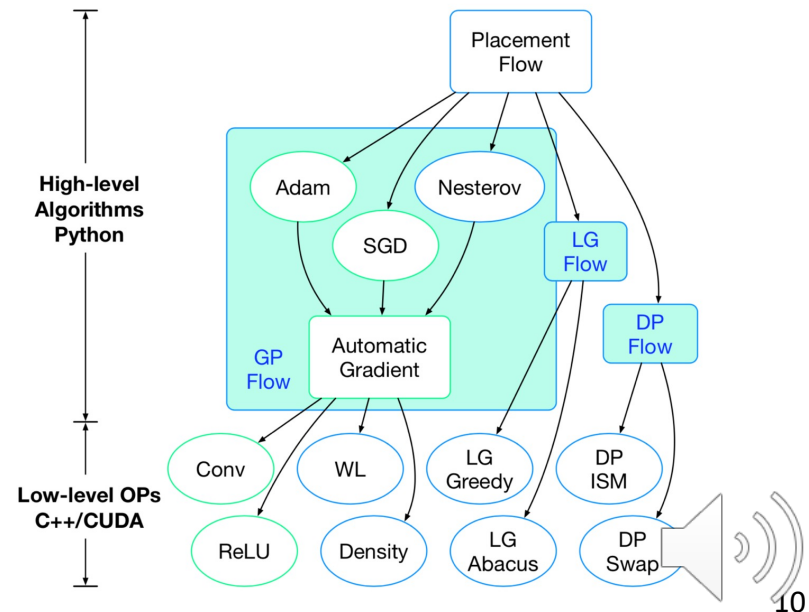 Placement
Flow
High-level
Algorithms
Python
Adam
Nesterov
SGD
LG
Flow
DP
Flow
GP
Flow
Automatic
Gradient
Low-level OPs
C++/CUDA
Conv
WL
LG
Greedy
DP
ISM
ReLU
Density
LG
Abacus
DP
Swap
10